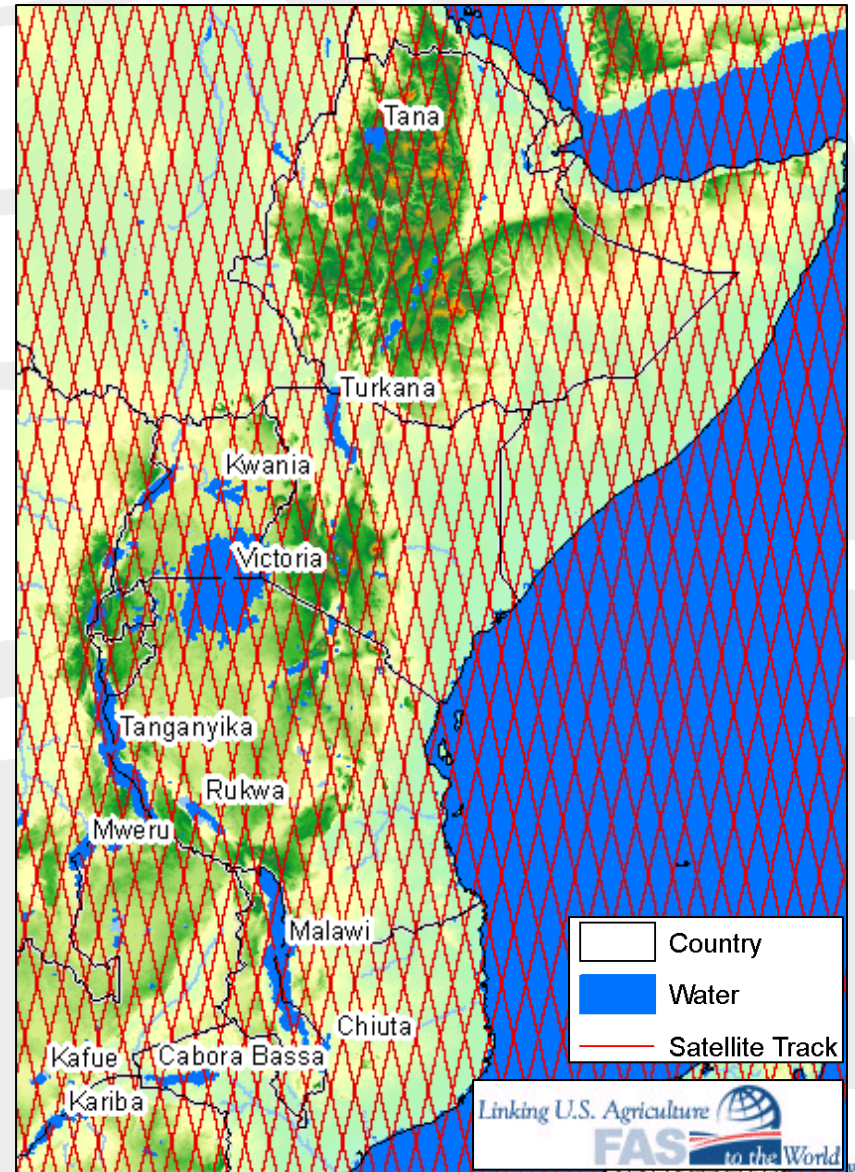 Tana
Turkana
Kwania
Victoria
Tanganyika
Rukwa
Mweru
Malawi
Chiuta
Kafue
Cabora Bassa
Kariba
Country
Water
Satellite Track
Linking U.S. Agriculture
FAS
to the World